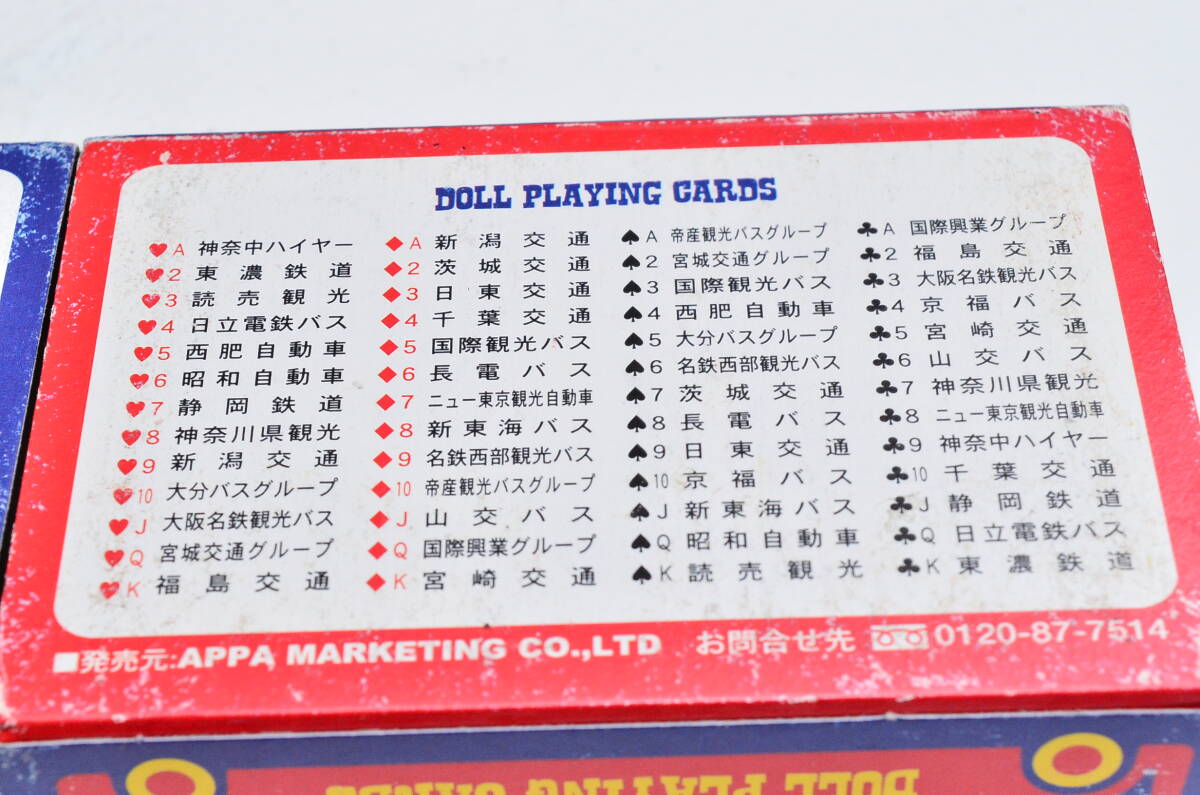 DOLL PLAYING CARDS
♥A 神奈中ハイヤー
♥2 東濃鉄道
♥3 読売観光
♥4 日立電鉄バス
♥5 西肥自動車
♥6 昭和自動車
♥7 静岡鉄道
♥8 神奈川県観光
♥9 新潟交通
♥10 大分バスグループ
♥J 大阪名鉄観光バス
♥Q 宮城交通グループ
♥K 福島交通
♦A 新潟交通
♦2 茨城交通
♦3 日東交通
♦4 千葉交通
♦5 国際観光バス
♦6 長電バス
♦7 ニュー東京観光自動車
♦8 新東海バス
♦9 名鉄西部観光バス
♦10 帝産観光バスグループ
♦J 山交バス
♦Q 国際興業グループ
♦K 宮崎交通
♠A 帝産観光バスグループ
♠2 宮城交通グループ
♠3 国際観光バス
♠4 西肥自動車
♠5 大分バスグループ
♠6 名鉄西部観光バス
♠7 茨城交通
♠8 長電バス
♠9 日東交通
♠10 京福バス
♠J 新東海バス
♠Q 昭和自動車
♠K 読売観光
♣A 国際興業グループ
♣2 福島交通
♣3 大阪名鉄観光バス
♣4 京福バス
♣5 宮崎交通
♣6 山交バス
♣7 神奈川県観光
♣8 ニュー東京観光自動車
♣9 神奈中ハイヤー
♣10 千葉交通
♣J 静岡鉄道
♣Q 日立電鉄バス
♣K 東濃鉄道
■発売元:APPA MARKETING CO.,LTD お問合せ先 0120-87-7514
DOLL PLAYING CARDS